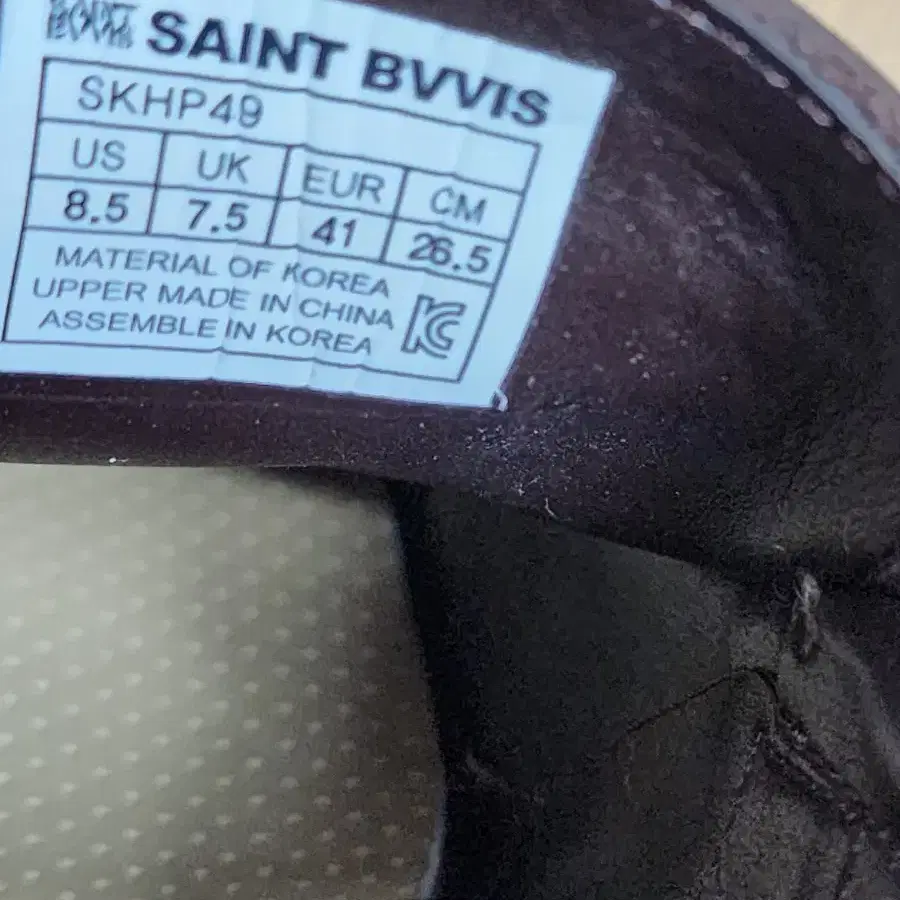 SAINT BVVIS
SKHP49
US UK EUR CM
8.5 7.5 41 26.5
MATERIAL OF KOREA
UPPER MADE IN CHINA
ASSEMBLE IN KOREA
KC